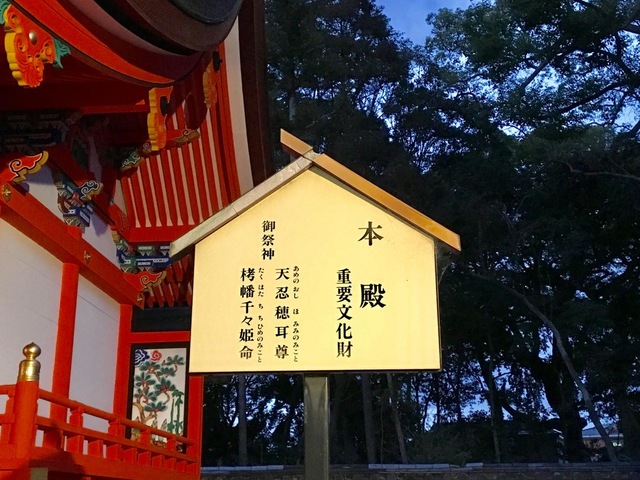 本殿
重要文化財
御祭神
あめのおし ほ みみのみこと
天忍穂耳尊
たく はた ち ぢ ひめのみこと
栲幡千々姫命